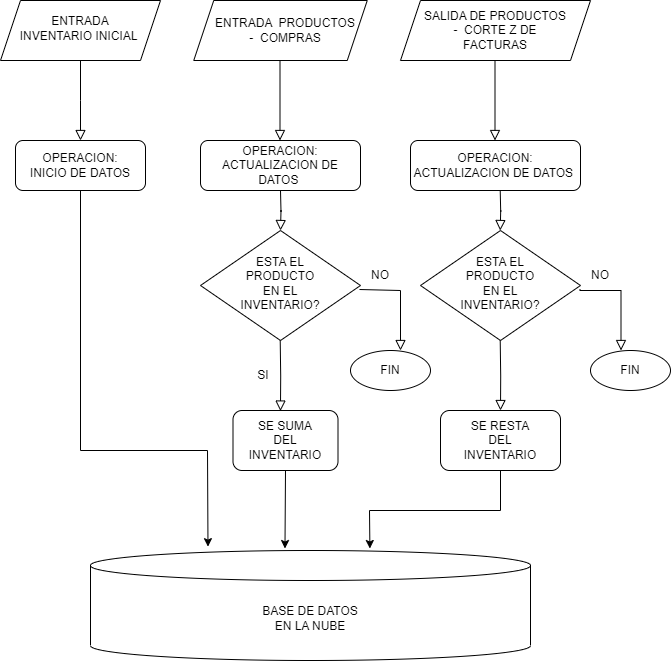 ENTRADA
INVENTARIO INICIAL
ENTRADA PRODUCTOS
- COMPRAS
SALIDA DE PRODUCTOS
- CORTE Z DE
FACTURAS
OPERACION:
INICIO DE DATOS
OPERACION:
ACTUALIZACION DE
DATOS
OPERACION:
ACTUALIZACION DE DATOS
ESTA EL
PRODUCTO
EN EL
INVENTARIO?
NO
ESTA EL
PRODUCTO
EN EL
INVENTARIO?
NO
FIN
FIN
SI
SE SUMA
DEL
INVENTARIO
SE RESTA
DEL
INVENTARIO
BASE DE DATOS
EN LA NUBE